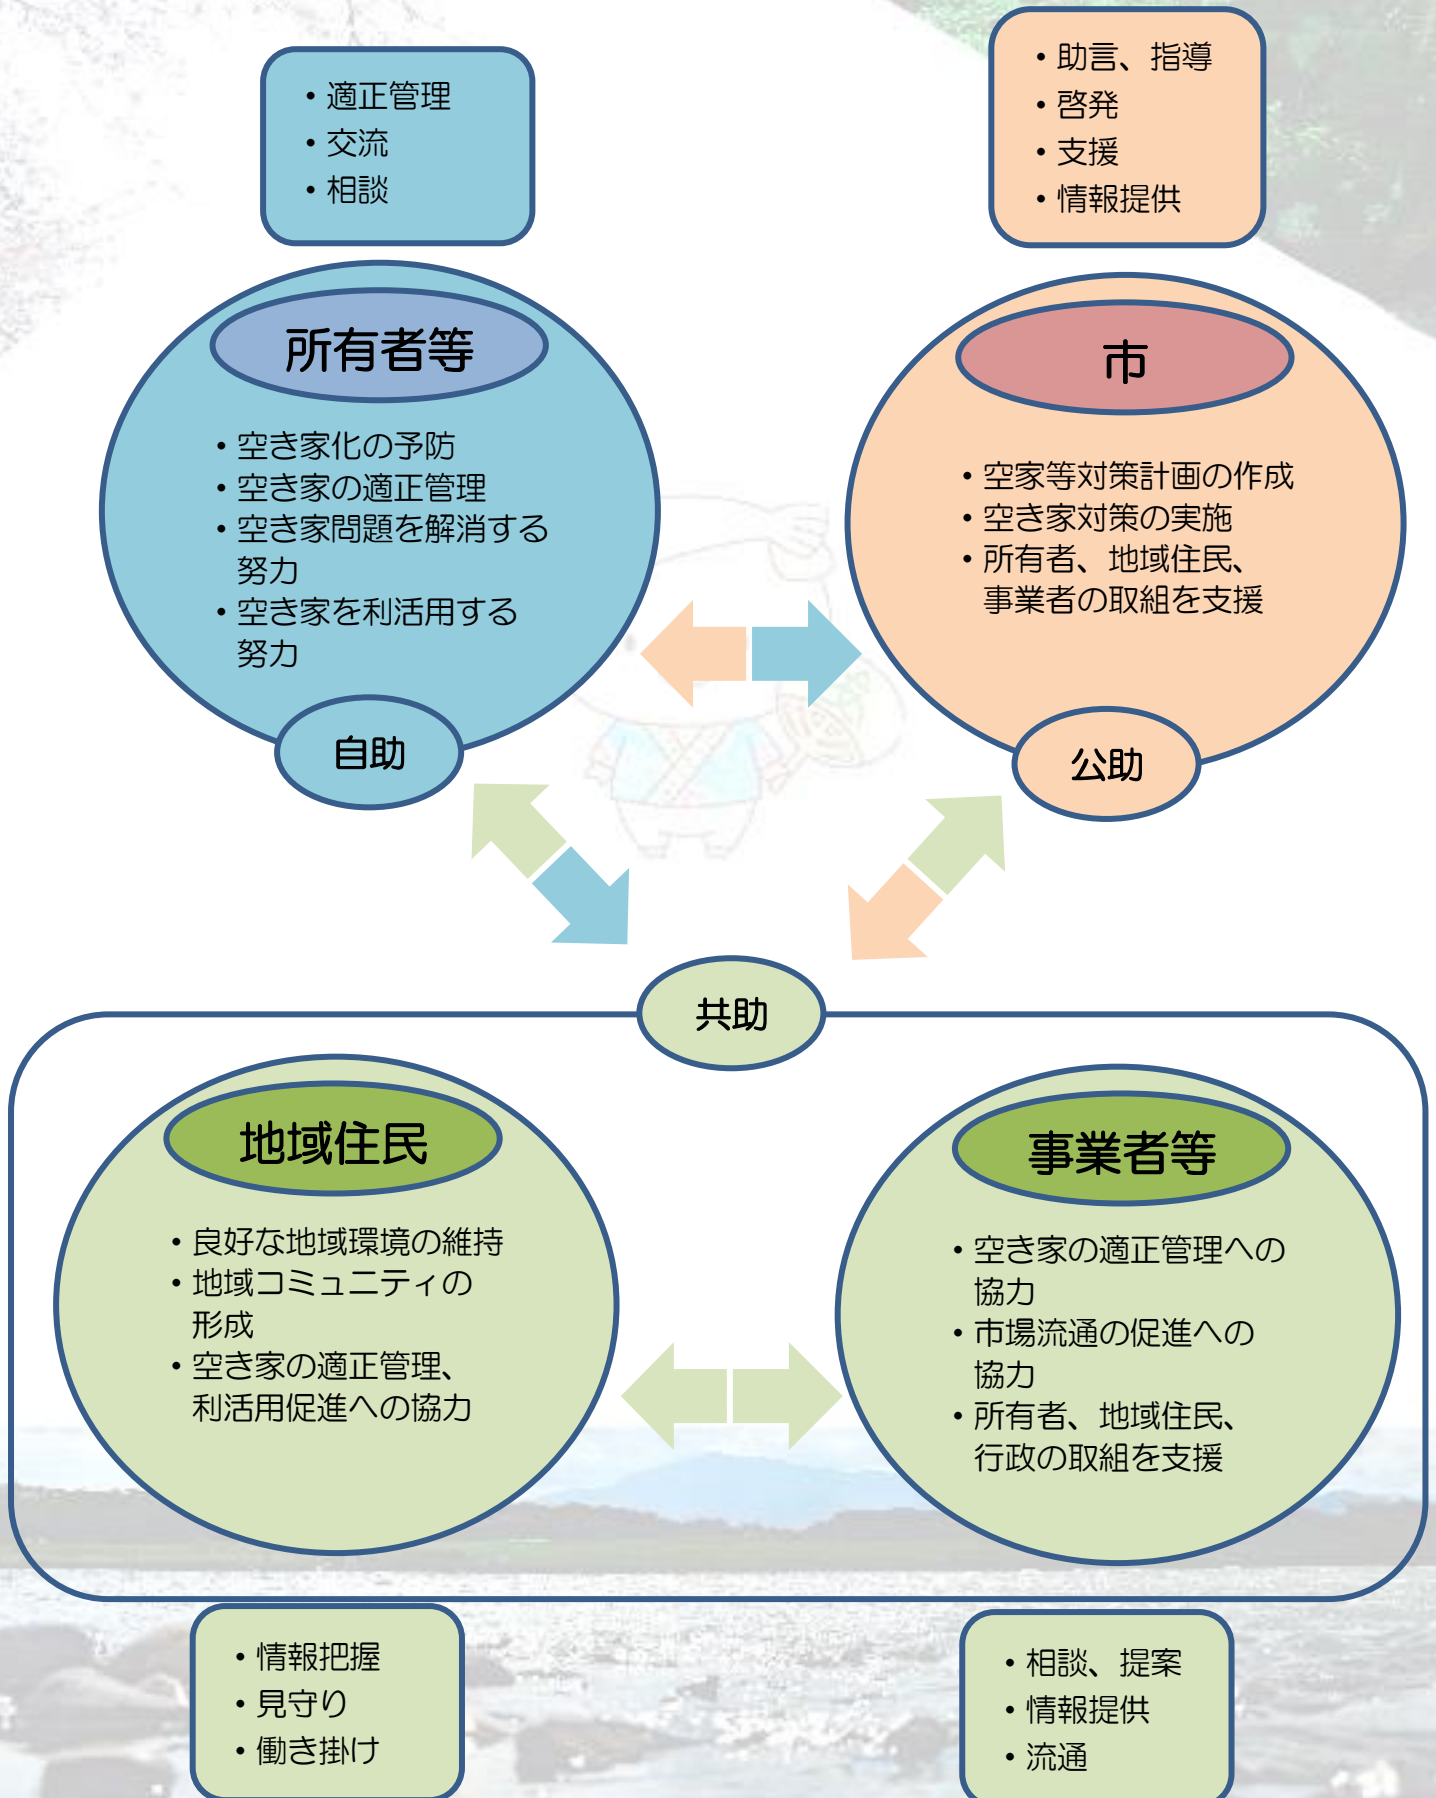 ・適正管理
・交流
・相談
・助言、指導
・啓発
・支援
・情報提供
所有者等
・空き家化の予防
・空き家の適正管理
・空き家問題を解消する
努力
・空き家を利活用する
努力
自助
市
・空家等対策計画の作成
・空き家対策の実施
・所有者、地域住民、
事業者の取組を支援
公助
共助
地域住民
・良好な地域環境の維持
・地域コミュニティの
形成
・空き家の適正管理、
利活用促進への協力
事業者等
・空き家の適正管理への
協力
・市場流通の促進への
協力
・所有者、地域住民、
行政の取組を支援
・情報把握
・見守り
・働き掛け
・相談、提案
・情報提供
・流通